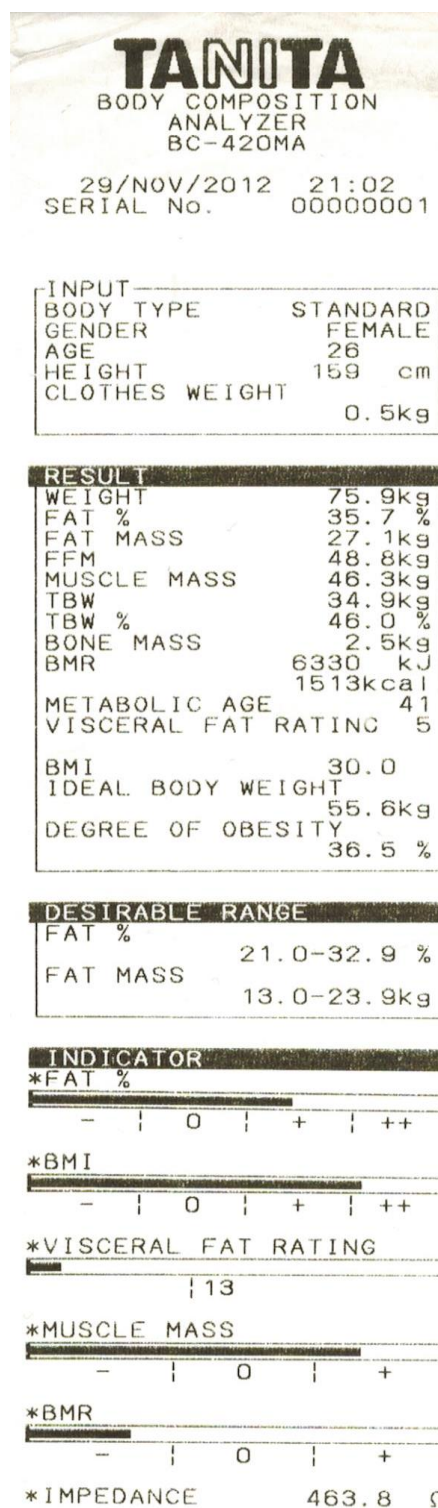 TANITA
BODY COMPOSITION
ANALYZER
BC-420MA
29/NOV/2012 21:02
SERIAL No. 00000001
INPUT
BODY TYPE STANDARD
GENDER FEMALE
AGE 26
HEIGHT 159 cm
CLOTHES WEIGHT
0.5kg
RESULT
WEIGHT 75.9kg
FAT % 35.7 %
FAT MASS 27.1kg
FFM 48.8kg
MUSCLE MASS 46.3kg
TBW 34.9kg
TBW % 46.0 %
BONE MASS 2.5kg
BMR 6330 kJ
1513kcal
METABOLIC AGE 41
VISCERAL FAT RATING 5
BMI 30.0
IDEAL BODY WEIGHT
55.6kg
DEGREE OF OBESITY
36.5 %
DESIRABLE RANGE
FAT %
21.0-32.9 %
FAT MASS
13.0-23.9kg
INDICATOR
*FAT %
- ¦ 0 ¦ + ¦ ++
*BMI
- ¦ 0 ¦ + ¦ ++
*VISCERAL FAT RATING
¦13
*MUSCLE MASS
- ¦ 0 ¦ +
*BMR
- ¦ 0 ¦ +
*IMPEDANCE 463.8